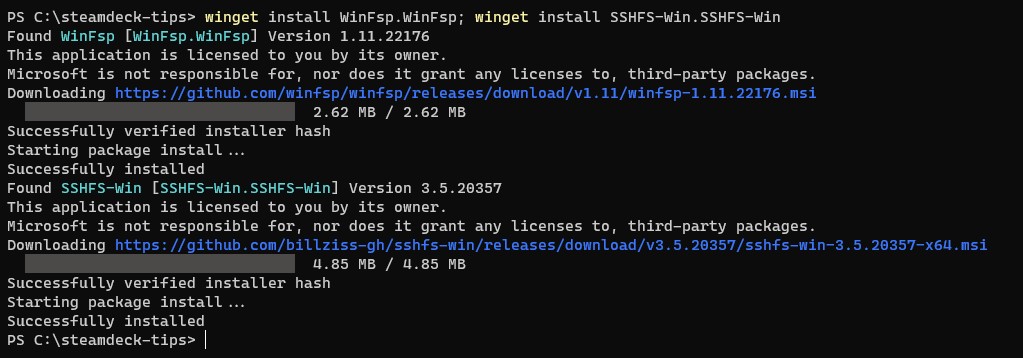 PS C:\steamdeck-tips> winget install WinFsp.WinFsp; winget install SSHFS-Win.SSHFS-Win
Found WinFsp [WinFsp.WinFsp] Version 1.11.22176
This application is licensed to you by its owner.
Microsoft is not responsible for, nor does it grant any licenses to, third-party packages.
Downloading https://github.com/winfsp/winfsp/releases/download/v1.11/winfsp-1.11.22176.msi
2.62 MB / 2.62 MB
Successfully verified installer hash
Starting package install...
Successfully installed
Found SSHFS-Win [SSHFS-Win.SSHFS-Win] Version 3.5.20357
This application is licensed to you by its owner.
Microsoft is not responsible for, nor does it grant any licenses to, third-party packages.
Downloading https://github.com/billziss-gh/sshfs-win/releases/download/v3.5.20357/sshfs-win-3.5.20357-x64.msi
4.85 MB / 4.85 MB
Successfully verified installer hash
Starting package install...
Successfully installed
PS C:\steamdeck-tips>